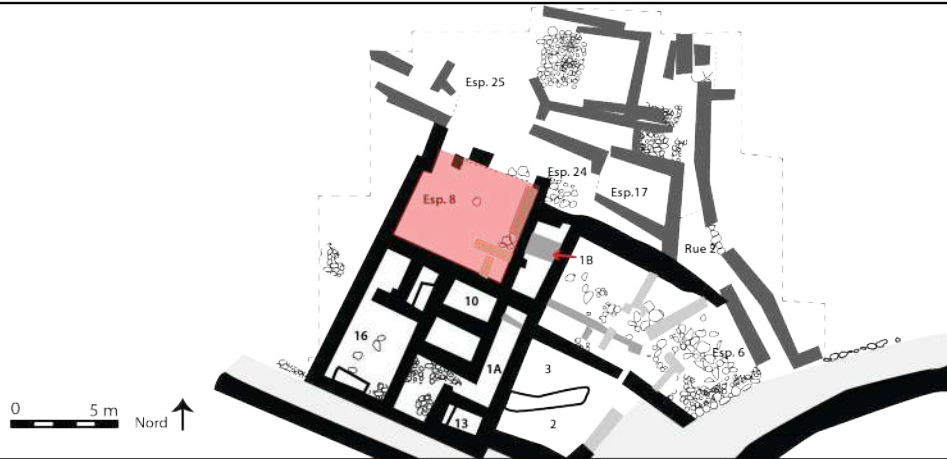 Esp. 25
Esp. 24
Esp. 8
Esp.17
Rue 2
1B
10
16
Esp. 6
1A
3
13
2
0 5 m
Nord